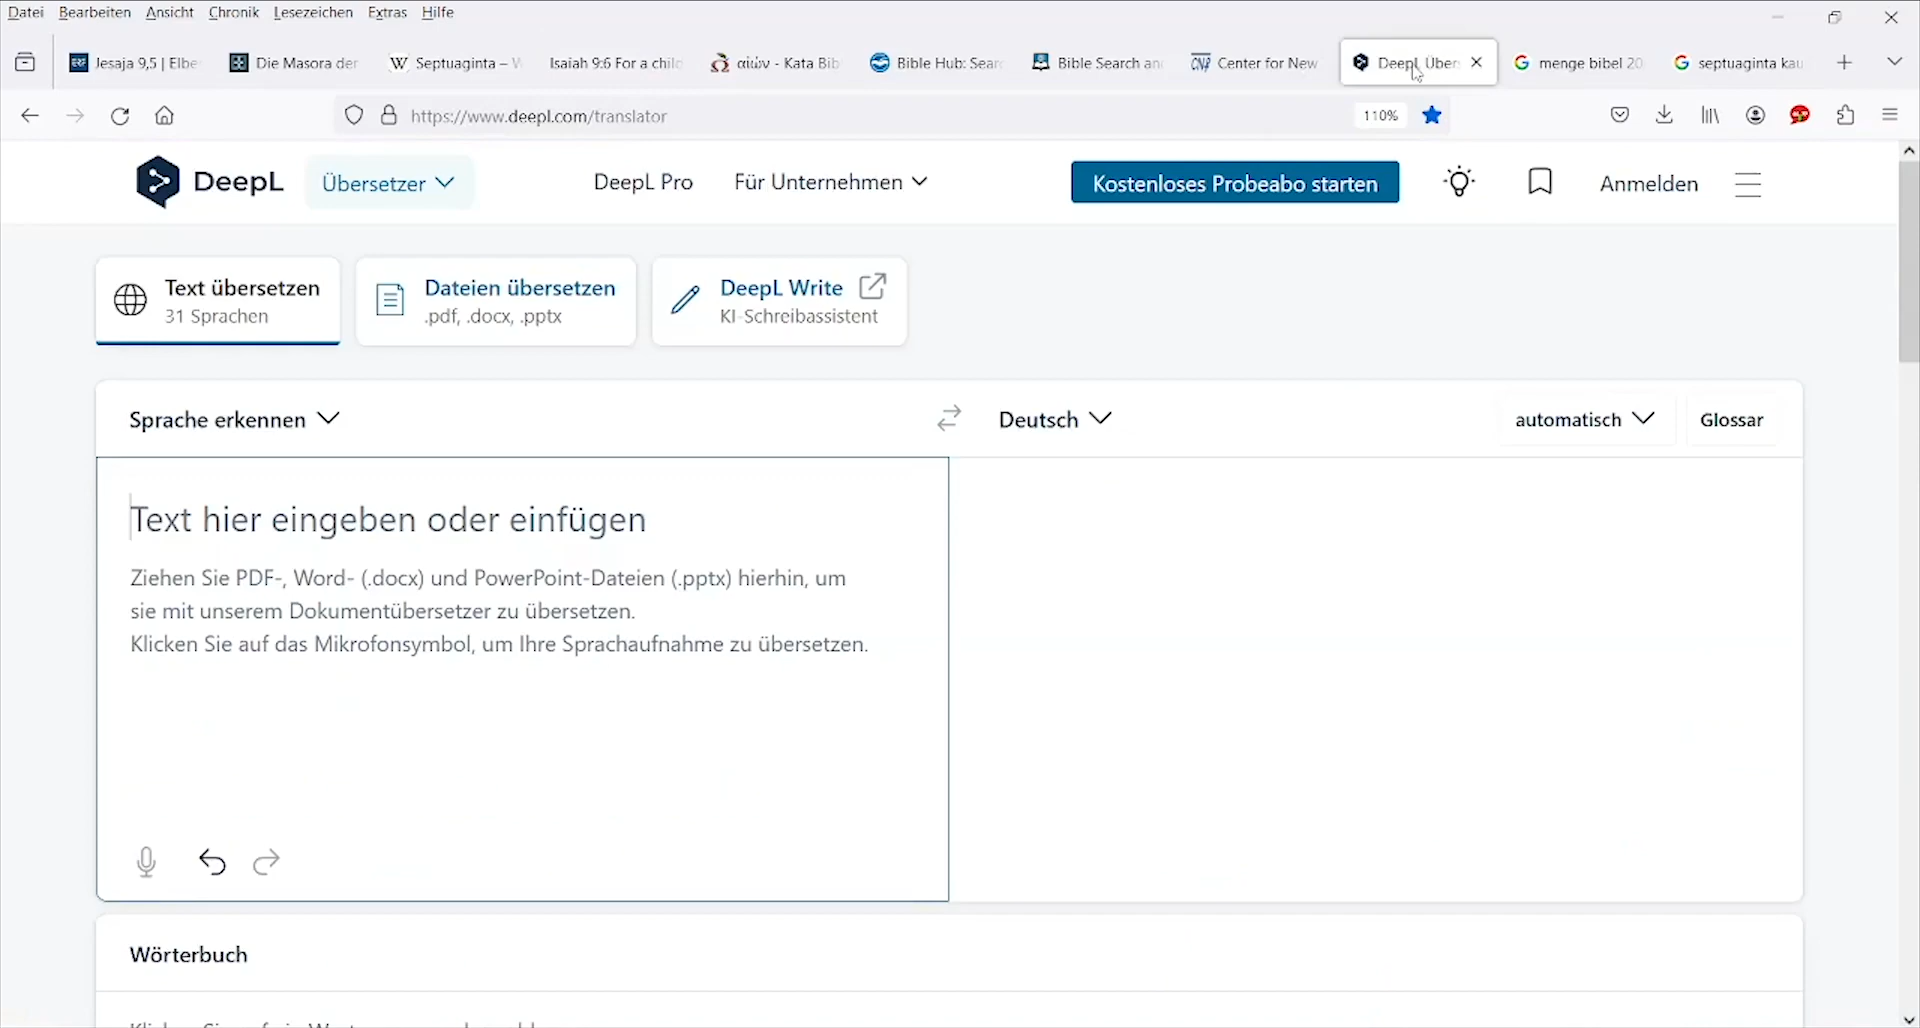 Datei Bearbeiten Ansicht Chronik Lesezeichen Extras Hilfe
Jesaja 9,5 | Elbe Die Masora der Septuaginta – W Isaiah 9:6 For a child αἰών - Kata Bib Bible Hub: Sear Bible Search an CNP Center for New DeepL Über menge bibel 20 septuaginta kau
https://www.deepl.com/translator 110%
DeepL Übersetzer DeepL Pro Für Unternehmen Kostenloses Probeabo starten Anmelden
Text übersetzen Dateien übersetzen DeepL Write
31 Sprachen .pdf, .docx, .pptx KI-Schreibassistent
Sprache erkennen Deutsch automatisch Glossar
Text hier eingeben oder einfügen
Ziehen Sie PDF-, Word- (.docx) und PowerPoint-Dateien (.pptx) hierhin, um
sie mit unserem Dokumentübersetzer zu übersetzen.
Klicken Sie auf das Mikrofonsymbol, um Ihre Sprachaufnahme zu übersetzen.
Wörterbuch